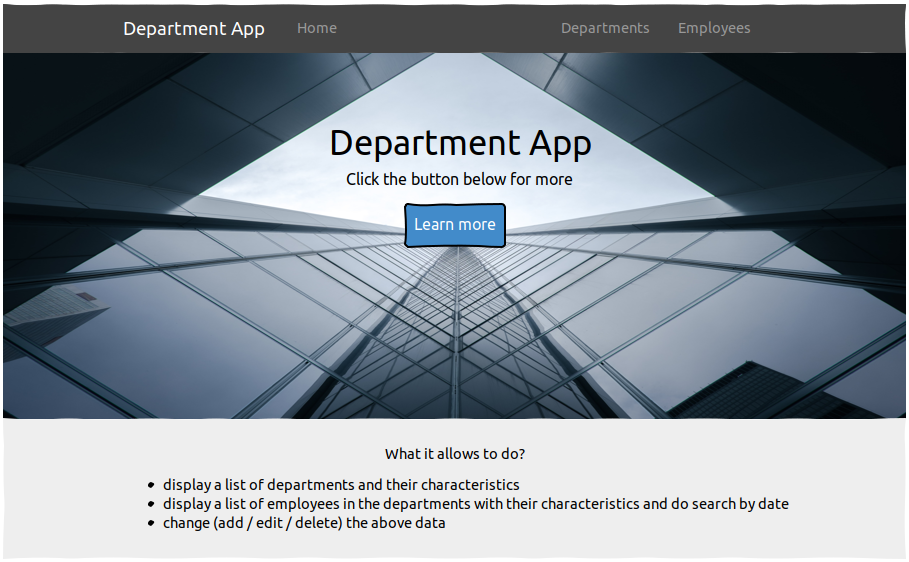 Department App Home Departments Employees
Department App
Click the button below for more
Learn more
What it allows to do?
display a list of departments and their characteristics
display a list of employees in the departments with their characteristics and do search by date
change (add / edit / delete) the above data